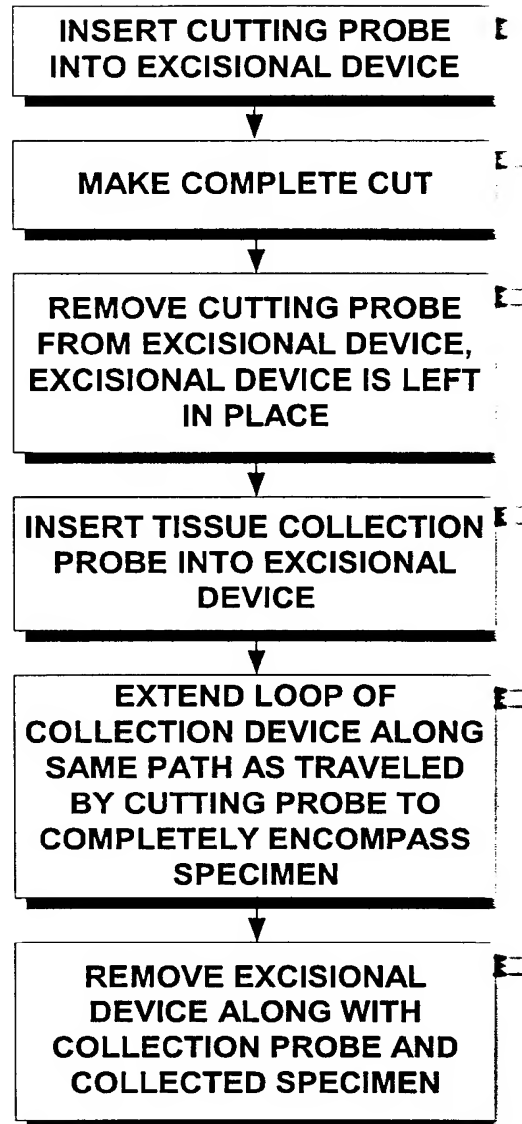 INSERT CUTTING PROBE
INTO EXCISIONAL DEVICE
MAKE COMPLETE CUT
REMOVE CUTTING PROBE
FROM EXCISIONAL DEVICE,
EXCISIONAL DEVICE IS LEFT
IN PLACE
INSERT TISSUE COLLECTION
PROBE INTO EXCISIONAL
DEVICE
EXTEND LOOP OF
COLLECTION DEVICE ALONG
SAME PATH AS TRAVELED
BY CUTTING PROBE TO
COMPLETELY ENCOMPASS
SPECIMEN
REMOVE EXCISIONAL
DEVICE ALONG WITH
COLLECTION PROBE AND
COLLECTED SPECIMEN